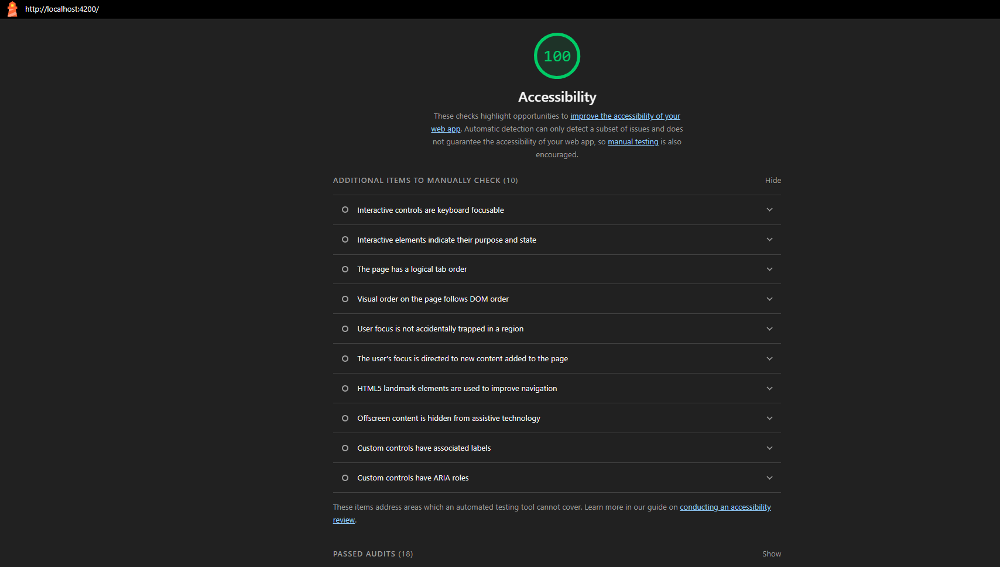 http://localhost:4200/
100
Accessibility
These checks highlight opportunities to improve the accessibility of your
web app. Automatic detection can only detect a subset of issues and does
not guarantee the accessibility of your web app, so manual testing is also
encouraged.
ADDITIONAL ITEMS TO MANUALLY CHECK (10) Hide
Interactive controls are keyboard focusable
Interactive elements indicate their purpose and state
The page has a logical tab order
Visual order on the page follows DOM order
User focus is not accidentally trapped in a region
The user's focus is directed to new content added to the page
HTML5 landmark elements are used to improve navigation
Offscreen content is hidden from assistive technology
Custom controls have associated labels
Custom controls have ARIA roles
These items address areas which an automated testing tool cannot cover. Learn more in our guide on conducting an accessibility
review.
PASSED AUDITS (18) Show